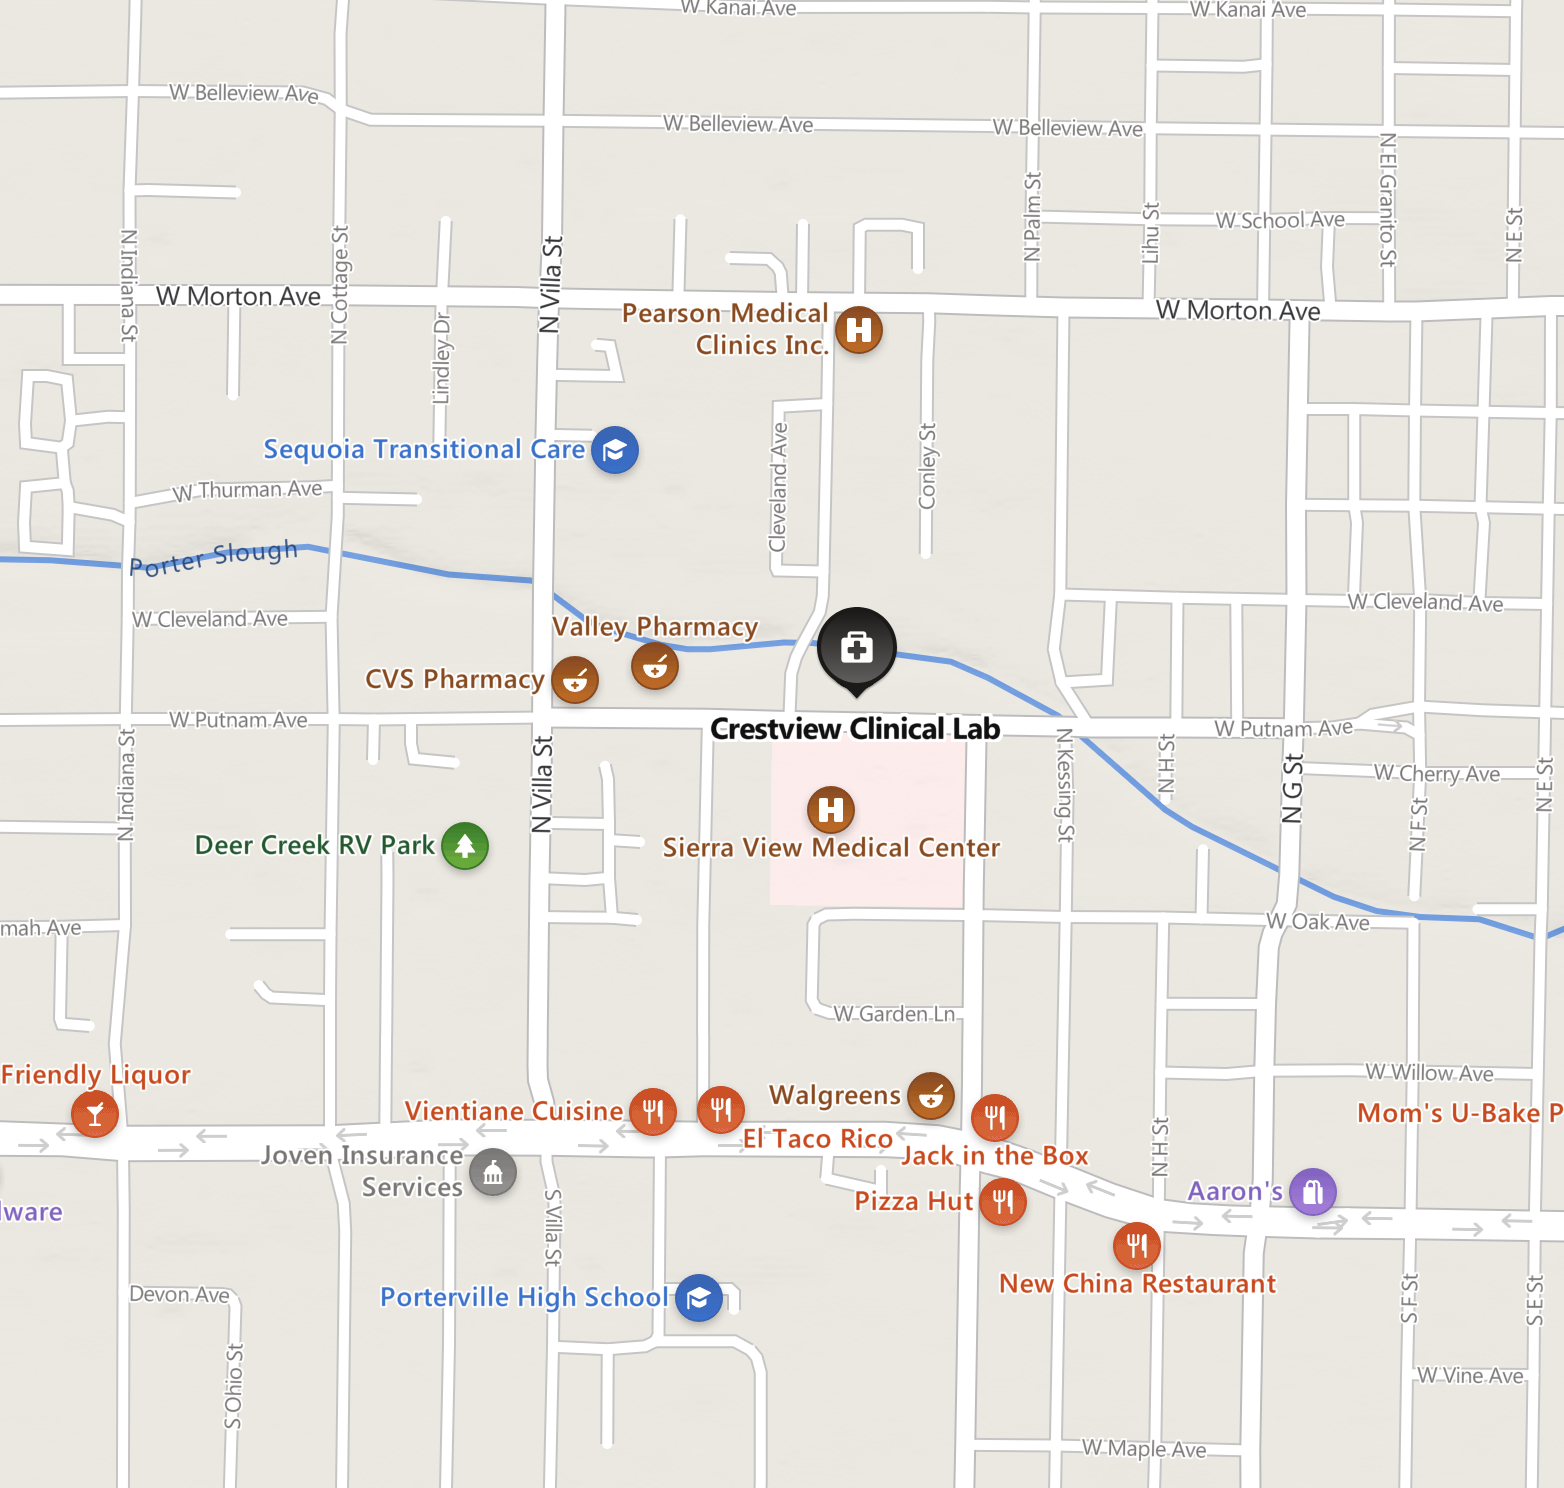 W Kanai Ave
W Kanai Ave
W Belleview Ave
W Belleview Ave
W Belleview Ave
N El Granito St
N Palm St
Lihu St
W School Ave
N E St
N Indiana St
N Cottage St
N Villa St
W Morton Ave
W Morton Ave
Pearson Medical
Clinics Inc.
Lindley Dr
Sequoia Transitional Care
Cleveland Ave
Conley St
W Thurman Ave
Porter Slough
W Cleveland Ave
W Cleveland Ave
Valley Pharmacy
CVS Pharmacy
W Putnam Ave
Crestview Clinical Lab
W Putnam Ave
N Indiana St
N Villa St
N Kessing St
N H St
N G St
W Cherry Ave
N E St
N F St
Deer Creek RV Park
Sierra View Medical Center
mah Ave
W Oak Ave
W Garden Ln
Friendly Liquor
W Willow Ave
Walgreens
Vientiane Cuisine
Mom's U-Bake P
El Taco Rico
N H St
Joven Insurance
Services
Jack in the Box
lware
Pizza Hut
Aaron's
S Villa St
New China Restaurant
Devon Ave
Porterville High School
S F St
S E St
S Ohio St
W Vine Ave
W Maple Ave